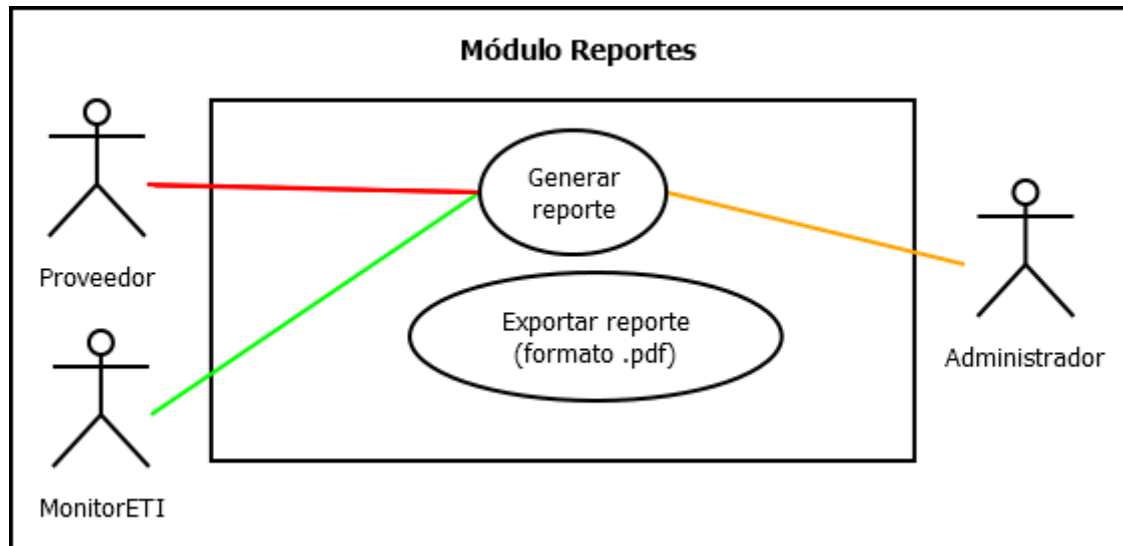 Módulo Reportes
Generar
reporte
Proveedor
Exportar reporte
(formato .pdf)
Administrador
MonitorETI